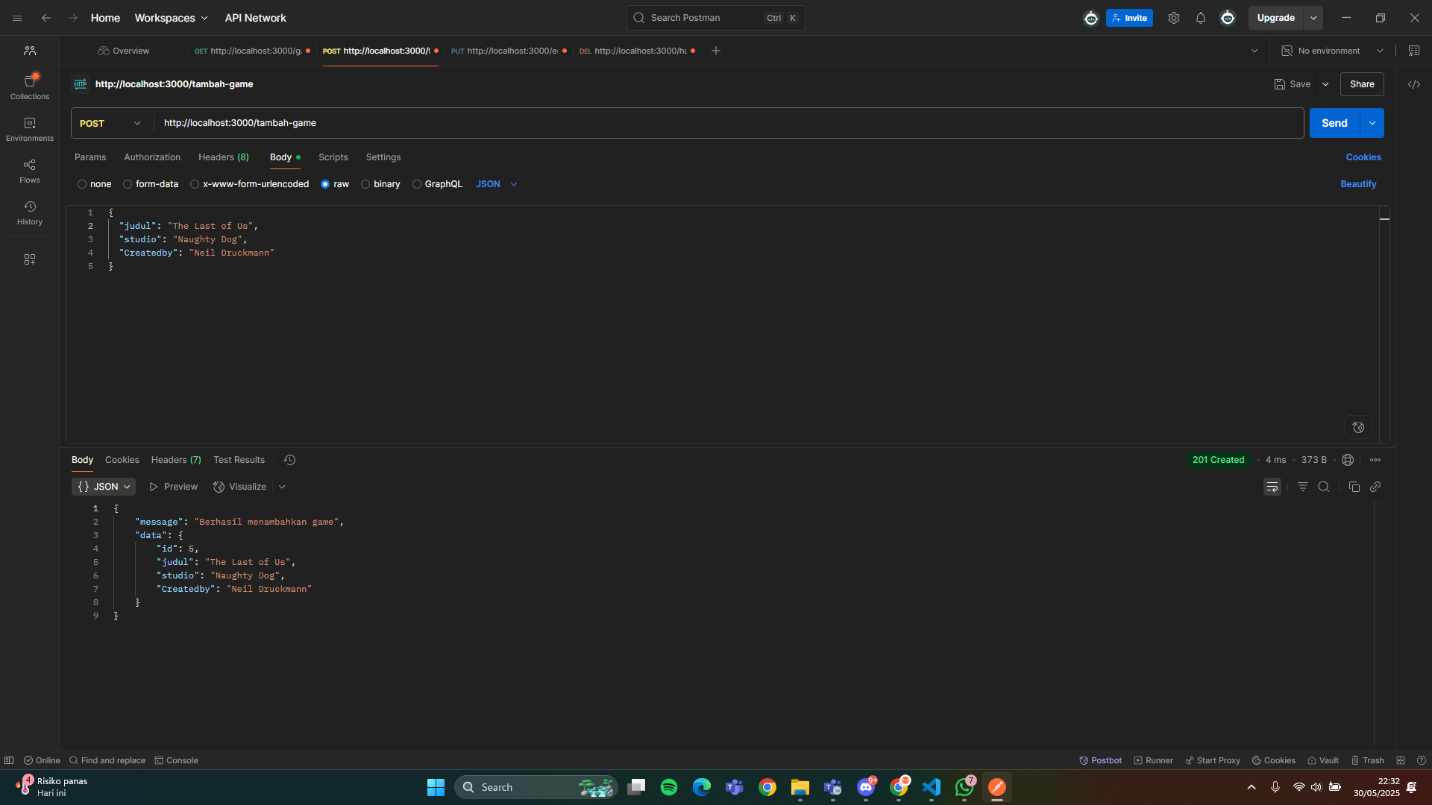 Home Workspaces API Network Search Postman Ctrl K Invite Upgrade
Overview GET http://localhost:3000/g POST http://localhost:3000/t PUT http://localhost:3000/e DEL http://localhost:3000/h No environment
Collections
Environments
Flows
History
HTTP http://localhost:3000/tambah-game Save Share
POST http://localhost:3000/tambah-game Send
Params Authorization Headers (8) Body Scripts Settings Cookies
none form-data x-www-form-urlencoded raw binary GraphQL JSON Beautify
1 {
2 "judul": "The Last of Us",
3 "studio": "Naughty Dog",
4 "Createdby": "Neil Druckmann"
5 }
Body Cookies Headers (7) Test Results 201 Created 4 ms 373 B
{} JSON Preview Visualize
1 {
2 "message": "Berhasil menambahkan game",
3 "data": {
4 "id": 5,
5 "judul": "The Last of Us",
6 "studio": "Naughty Dog",
7 "Createdby": "Neil Druckmann"
8 }
9 }
Online Find and replace Console Postbot Runner Start Proxy Cookies Vault Trash
4 Risiko panas
Hari ini
Search
9+
7
22:32
30/05/2025